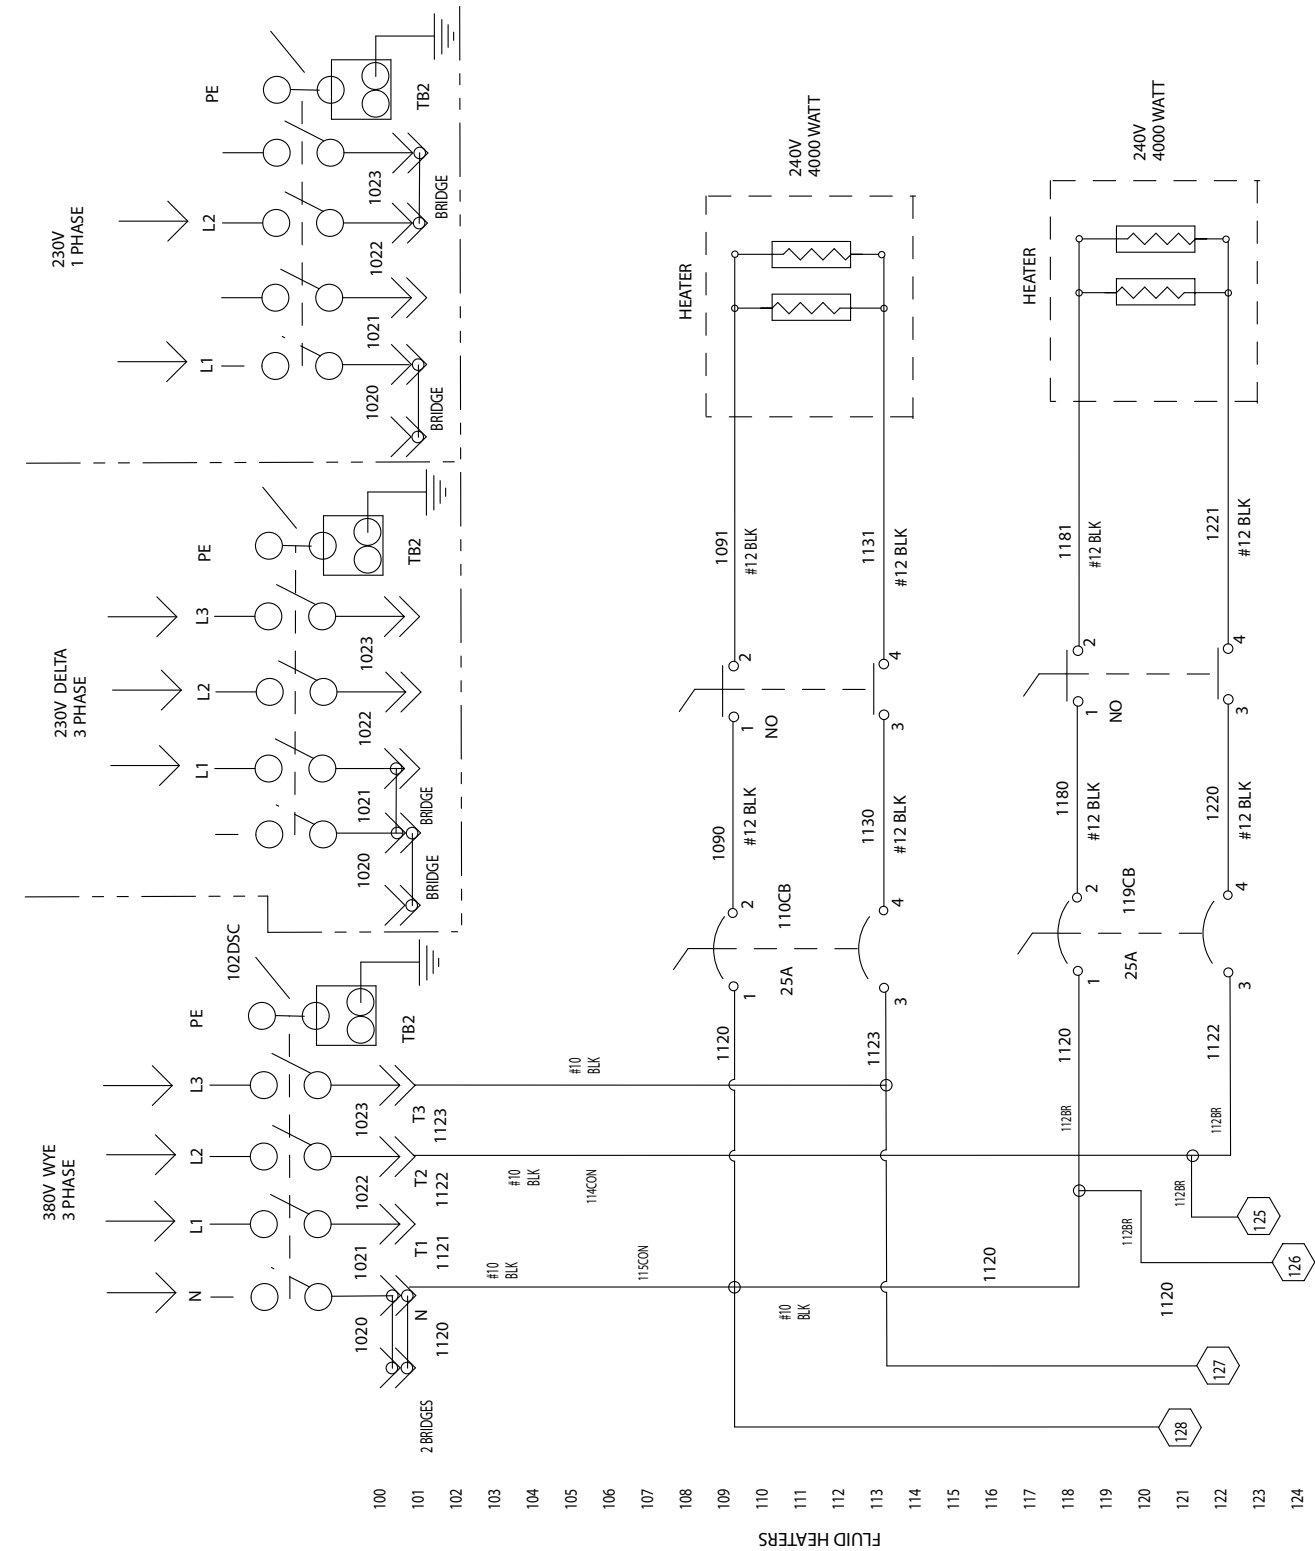 380V WYE
3 PHASE
N
L1
L2
L3
PE
102DSC
TB2
1020
1021
1022
1023
2 BRIDGES
N
1120
T1
1121
T2
1122
T3
1123
230V DELTA
3 PHASE
L1
L2
L3
PE
TB2
1020
1021
1022
1023
BRIDGE
BRIDGE
230V
1 PHASE
L1
L2
PE
TB2
1020
1021
1022
1023
BRIDGE
BRIDGE
#10
BLK
#10
BLK
#10
BLK
#10
BLK
114CON
115CON
1120
1123
1
2
3
4
25A
110CB
1090
#12 BLK
1130
#12 BLK
1
2
3
4
NO
1091
#12 BLK
1131
#12 BLK
HEATER
240V
4000 WATT
1120
1120
1120
1122
112BR
112BR
112BR
112BR
1
2
3
4
25A
119CB
1180
#12 BLK
1220
#12 BLK
1
2
3
4
NO
1181
#12 BLK
1221
#12 BLK
HEATER
240V
4000 WATT
125
126
127
128
100
101
102
103
104
105
106
107
108
109
110
111
112
113
114
115
116
117
118
119
120
121
122
123
124
FLUID HEATERS